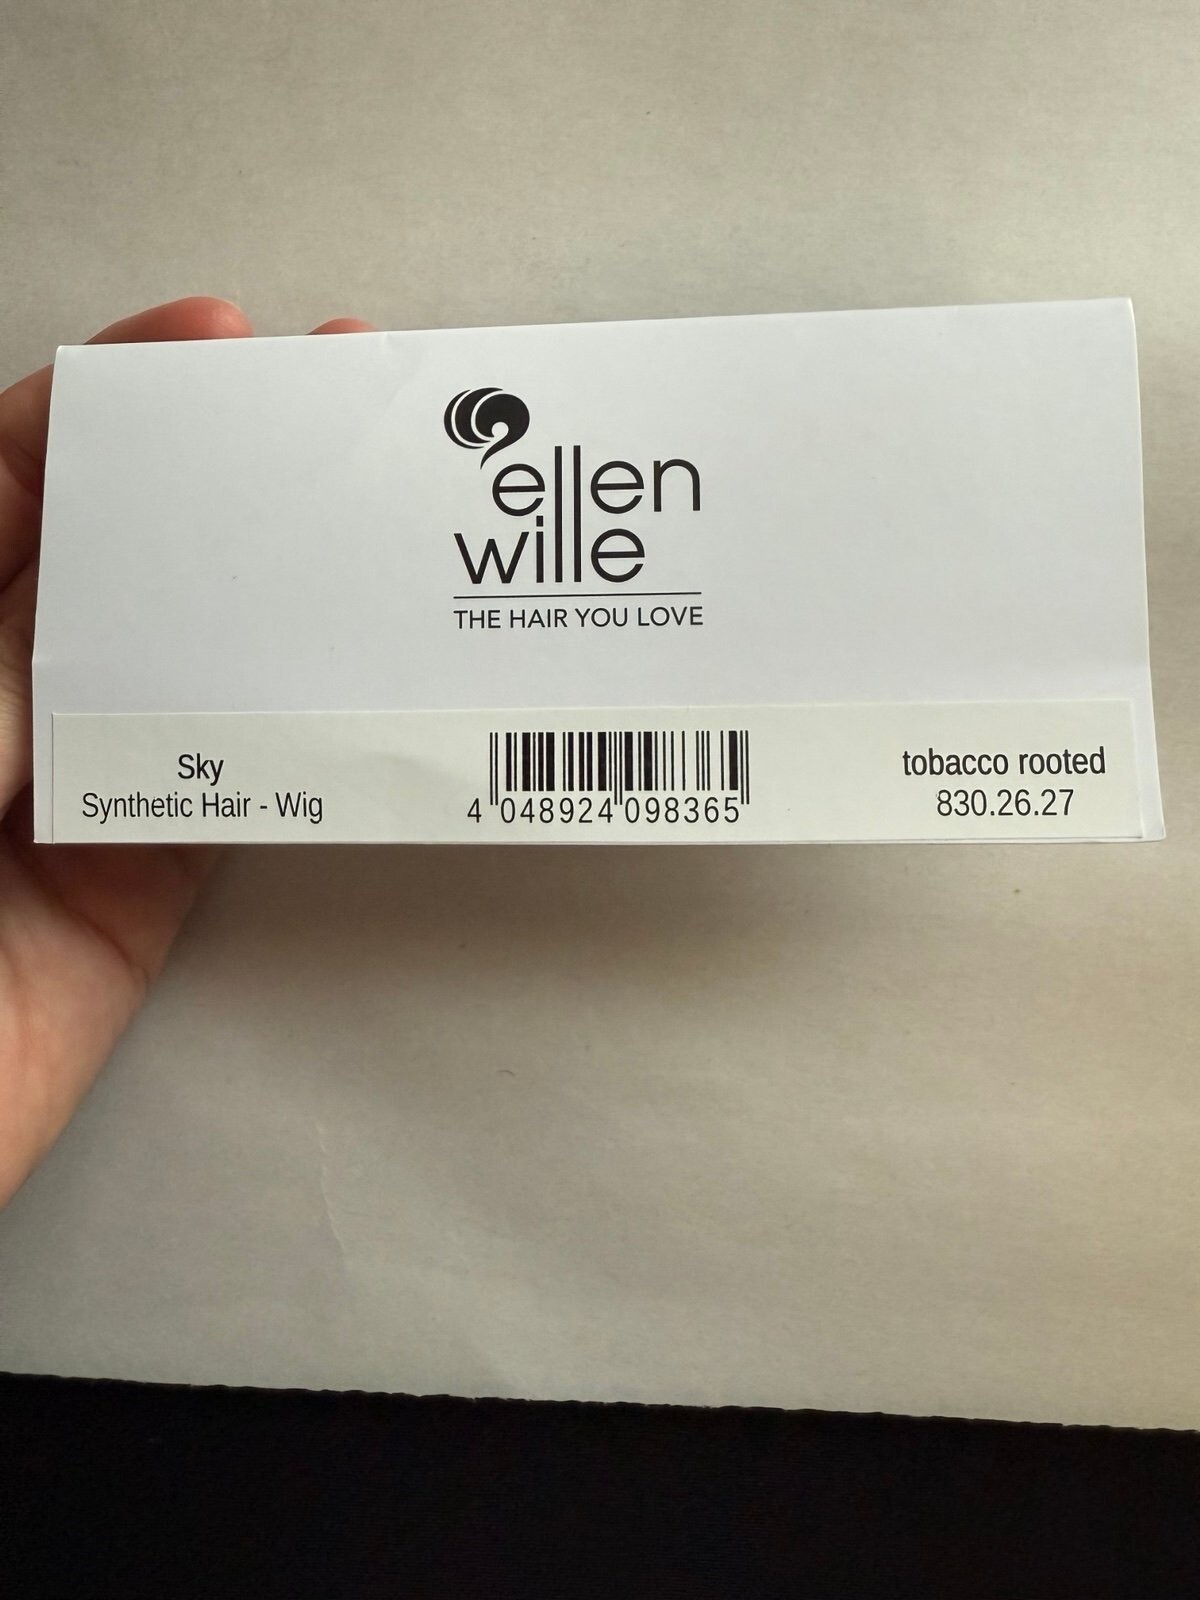 ellen
wille
THE HAIR YOU LOVE
Sky
Synthetic Hair - Wig
4 048924 098365
tobacco rooted
830.26.27